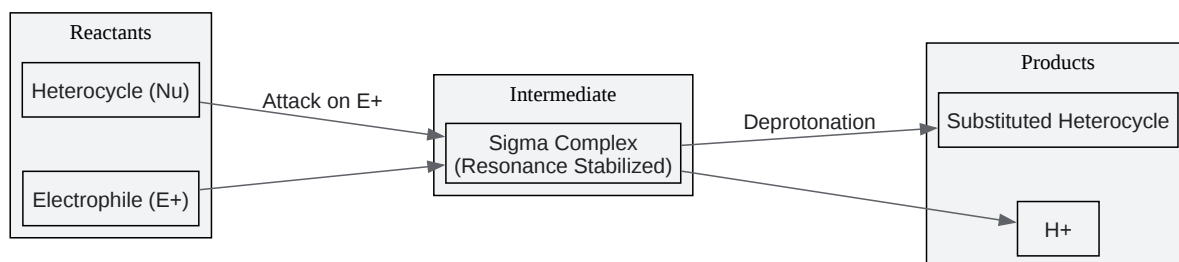 Reactants
Heterocycle (Nu)
Electrophile (E+)
Attack on E+
Intermediate
Sigma Complex
(Resonance Stabilized)
Deprotonation
Products
Substituted Heterocycle
H+